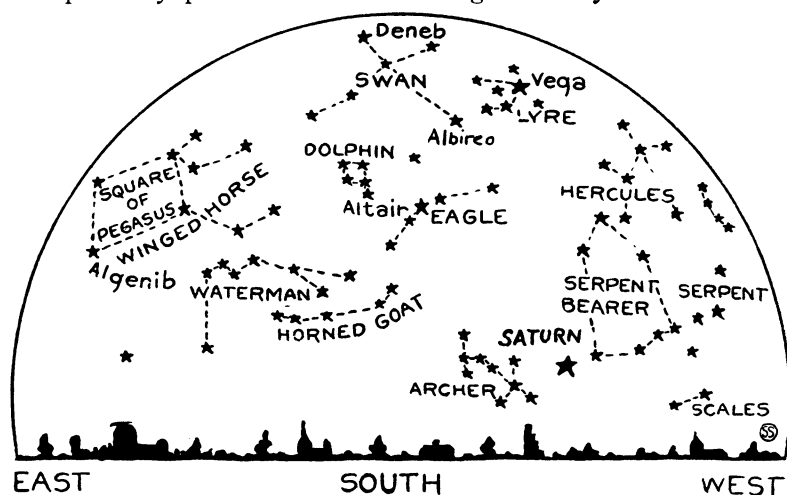 Deneb
SWAN
Vega
LYRE
Albireo
DOLPHIN
SQUARE
OF
PEGASUS
WINGED HORSE
HERCULES
Altair
EAGLE
Algenib
WATERMAN
HORNED GOAT
SERPENT
BEARER
SERPENT
SATURN
ARCHER
SCALES
SS
EAST
SOUTH
WEST